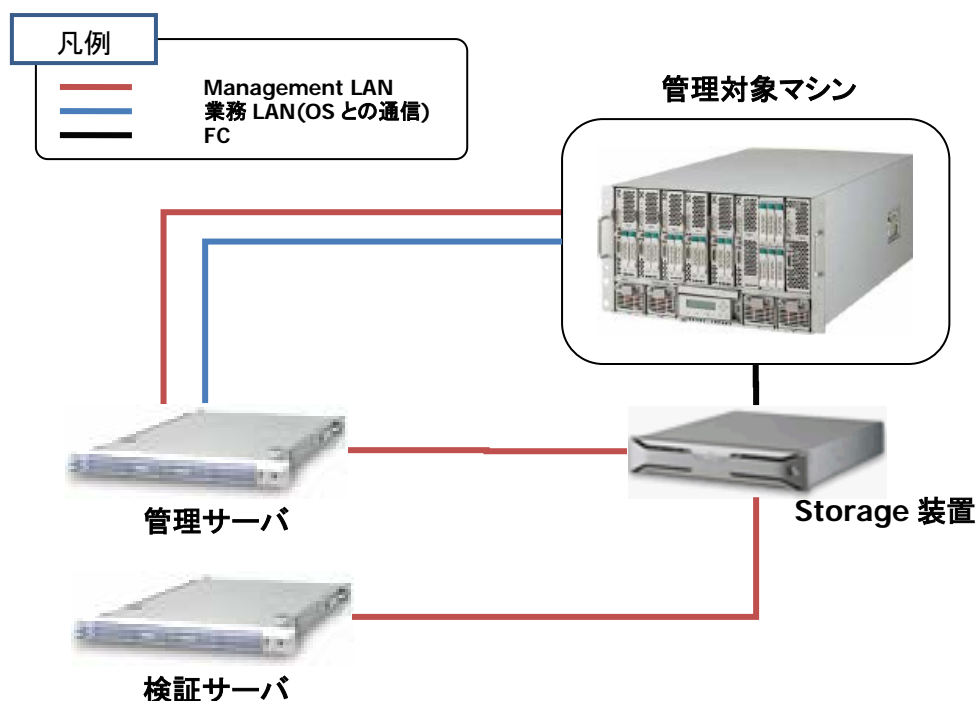 凡例
Management LAN
業務 LAN(OS との通信)
FC
管理対象マシン
管理サーバ
Storage 装置
検証サーバ